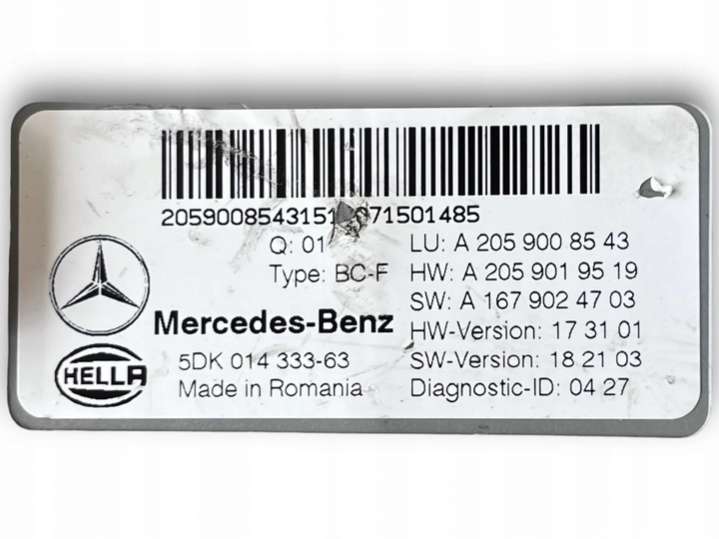 2059008543151 071501485
Q: 01
LU: A 205 900 85 43
Type: BC-F
HW: A 205 901 95 19
SW: A 167 902 47 03
Mercedes-Benz
HW-Version: 17 31 01
HELLA
5DK 014 333-63
SW-Version: 18 21 03
Made in Romania
Diagnostic-ID: 04 27